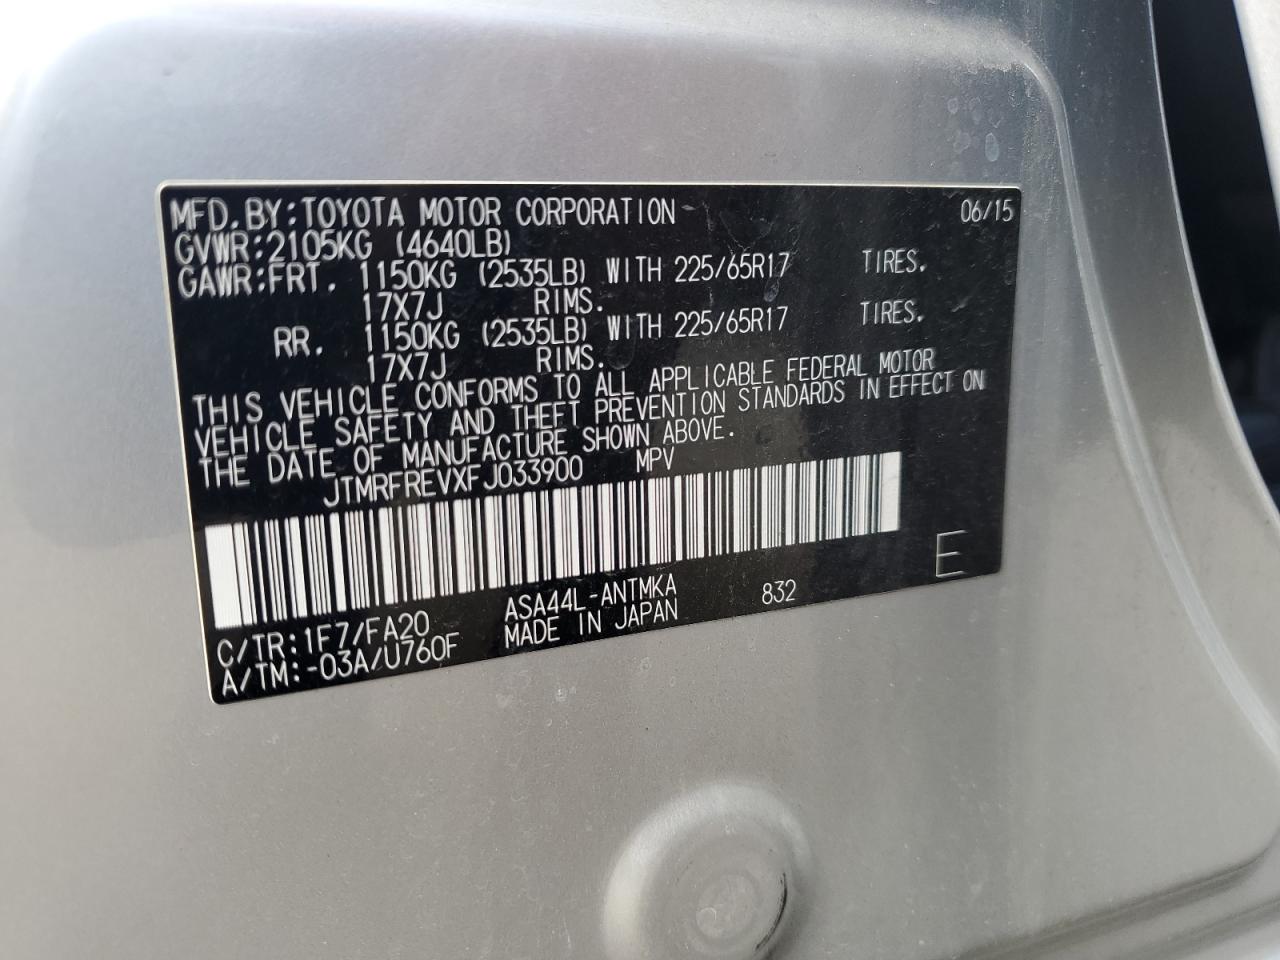 MFD.BY:TOYOTA MOTOR CORPORATION 06/15
GVWR:2105KG (4640LB)
GAWR:FRT. 1150KG (2535LB) WITH 225/65R17 TIRES.
17X7J RIMS.
RR. 1150KG (2535LB) WITH 225/65R17 TIRES.
17X7J RIMS.
THIS VEHICLE CONFORMS TO ALL APPLICABLE FEDERAL MOTOR
VEHICLE SAFETY AND THEFT PREVENTION STANDARDS IN EFFECT ON
THE DATE OF MANUFACTURE SHOWN ABOVE.
JTMRFREVXFJ033900 MPV
E
C/TR:1F7/FA20 ASA44L-ANTMKA 832
A/TM:-03A/U760F MADE IN JAPAN